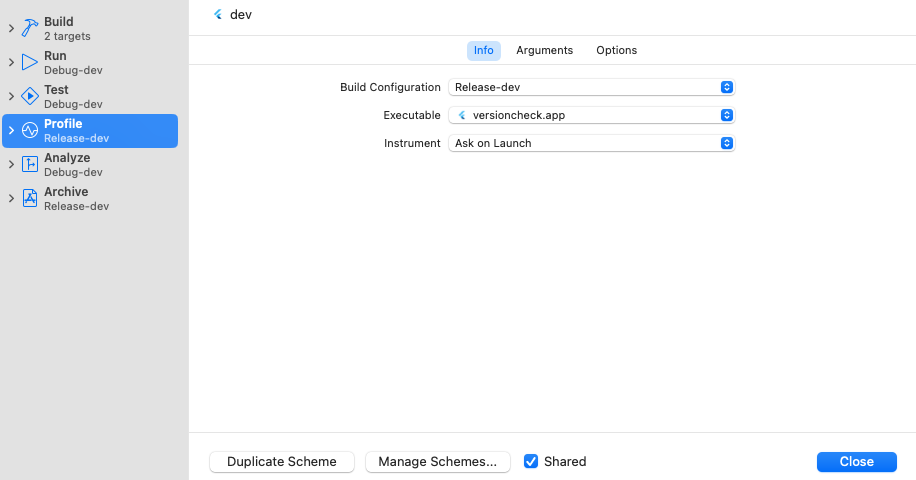 dev
Build
2 targets
Run
Debug-dev
Test
Debug-dev
Profile
Release-dev
Analyze
Debug-dev
Archive
Release-dev
Info Arguments Options
Build Configuration Release-dev
Executable versioncheck.app
Instrument Ask on Launch
Duplicate Scheme Manage Schemes... Shared Close